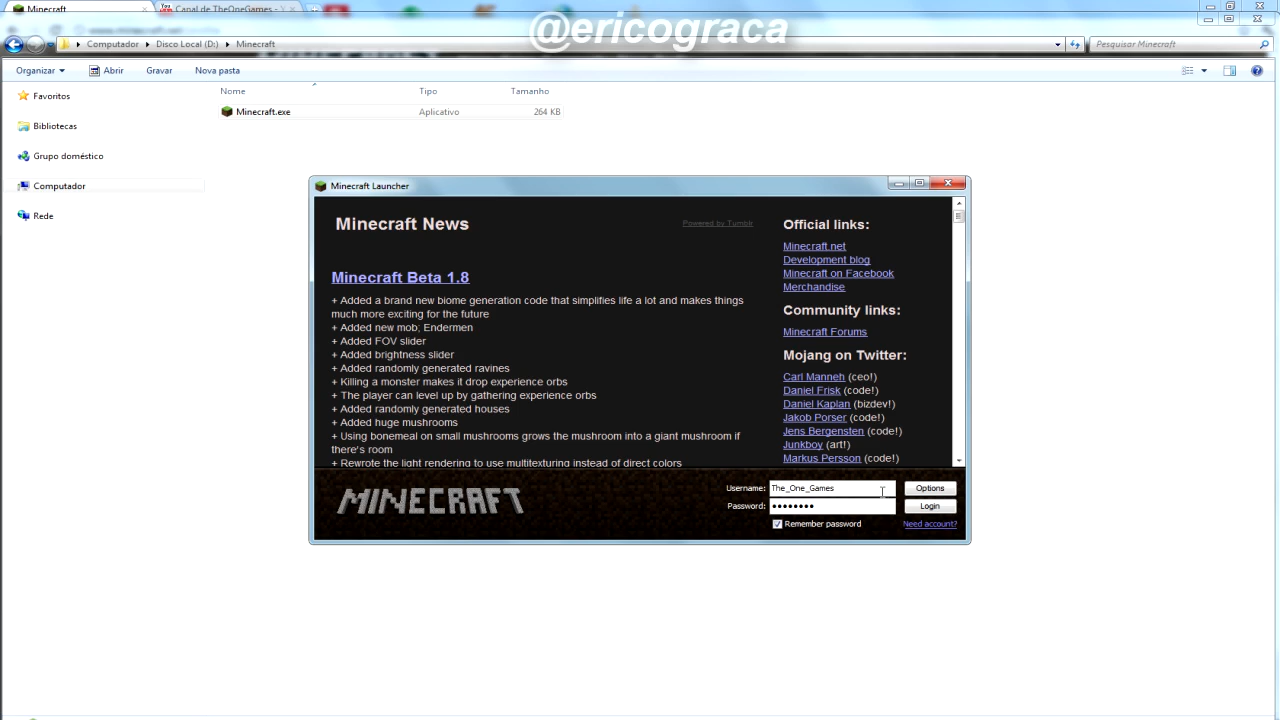 Minecraft
Canal de TheOneGames - Y
@ericograca
Computador
Disco Local (D:)
Minecraft
Pesquisar Minecraft
Organizar
Abrir
Gravar
Nova pasta
Favoritos
Bibliotecas
Grupo doméstico
Computador
Rede
Nome
Tipo
Tamanho
Minecraft.exe
Aplicativo
264 KB
Minecraft Launcher
Minecraft News
Powered by Tumblr
Minecraft Beta 1.8
+ Added a brand new biome generation code that simplifies life a lot and makes things
much more exciting for the future
+ Added new mob; Endermen
+ Added FOV slider
+ Added brightness slider
+ Added randomly generated ravines
+ Killing a monster makes it drop experience orbs
+ The player can level up by gathering experience orbs
+ Added randomly generated houses
+ Added huge mushrooms
+ Using bonemeal on small mushrooms grows the mushroom into a giant mushroom if
there's room
+ Rewrote the light rendering to use multitexturing instead of direct colors
Official links:
Minecraft.net
Development blog
Minecraft on Facebook
Merchandise
Community links:
Minecraft Forums
Mojang on Twitter:
Carl Manneh (ceo!)
Daniel Frisk (code!)
Daniel Kaplan (bizdev!)
Jakob Porser (code!)
Jens Bergensten (code!)
Junkboy (art!)
Markus Persson (code!)
MINECRAFT
Username:
The_One_Games
Options
Password:
••••••••
Login
Remember password
Need account?